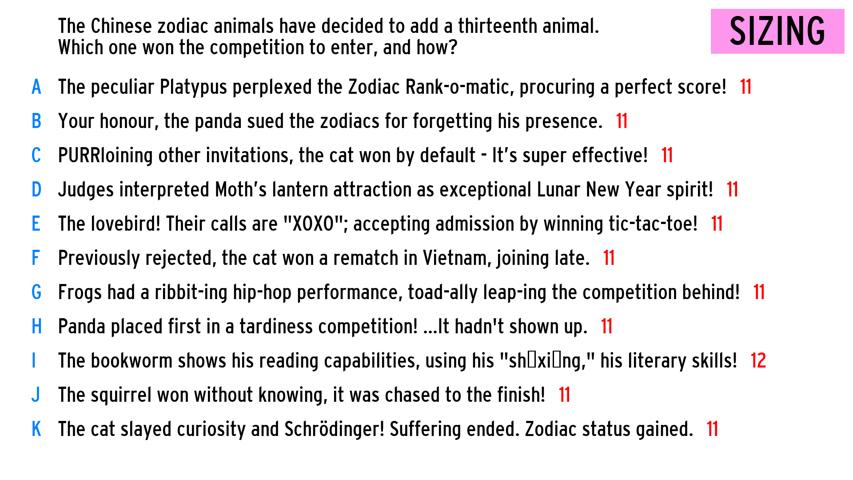 The Chinese zodiac animals have decided to add a thirteenth animal.
Which one won the competition to enter, and how?
SIZING
A The peculiar Platypus perplexed the Zodiac Rank-o-matic, procuring a perfect score! 11
B Your honour, the panda sued the zodiacs for forgetting his presence. 11
C PURRloining other invitations, the cat won by default - It's super effective! 11
D Judges interpreted Moth's lantern attraction as exceptional Lunar New Year spirit! 11
E The lovebird! Their calls are "XOXO"; accepting admission by winning tic-tac-toe! 11
F Previously rejected, the cat won a rematch in Vietnam, joining late. 11
G Frogs had a ribbit-ing hip-hop performance, toad-ally leap-ing the competition behind! 11
H Panda placed first in a tardiness competition! ...It hadn't shown up. 11
I The bookworm shows his reading capabilities, using his "sh▯xi▯ng," his literary skills! 12
J The squirrel won without knowing, it was chased to the finish! 11
K The cat slayed curiosity and Schrödinger! Suffering ended. Zodiac status gained. 11